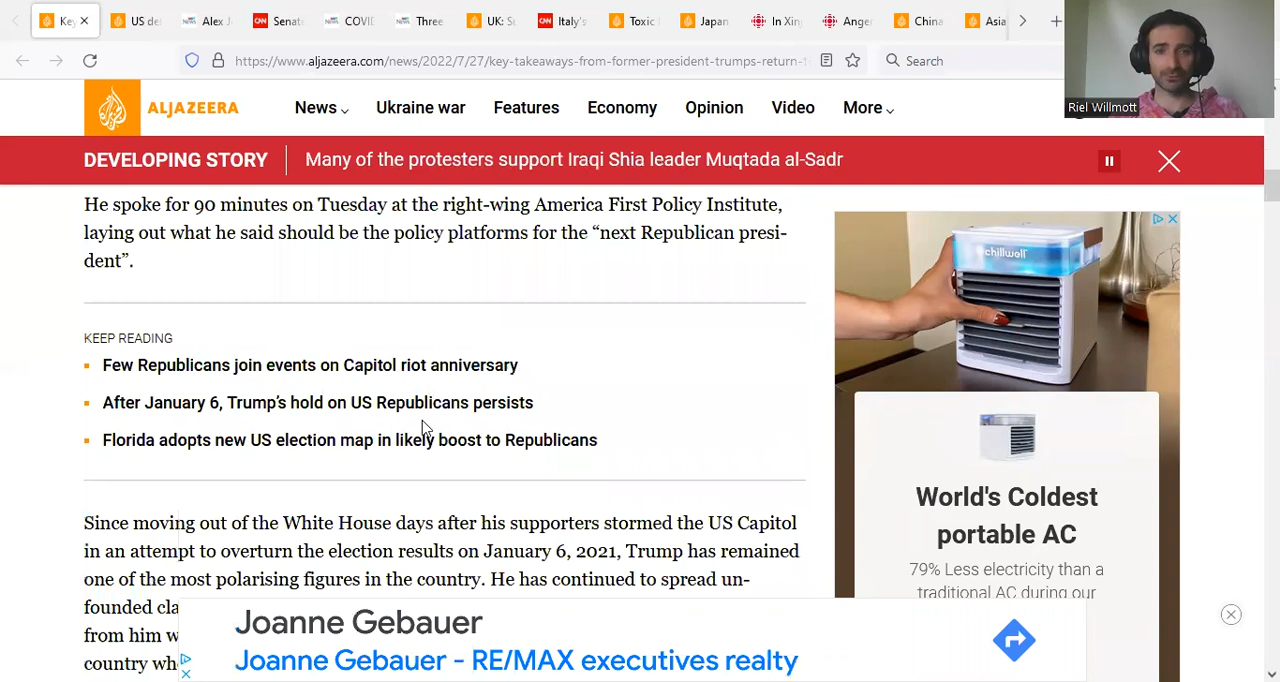 Key
US de
Alex J
Senat
COVI
Three
UK: S
Italy's
Toxic
Japan
In Xin
Anger
China
Asia
https://www.aljazeera.com/news/2022/7/27/key-takeaways-from-former-president-trumps-return-
Search
Riel Willmott
ALJAZEERA
News
Ukraine war
Features
Economy
Opinion
Video
More
DEVELOPING STORY
Many of the protesters support Iraqi Shia leader Muqtada al-Sadr
He spoke for 90 minutes on Tuesday at the right-wing America First Policy Institute,
laying out what he said should be the policy platforms for the “next Republican presi-
dent”.
KEEP READING
Few Republicans join events on Capitol riot anniversary
After January 6, Trump’s hold on US Republicans persists
Florida adopts new US election map in likely boost to Republicans
Since moving out of the White House days after his supporters stormed the US Capitol
in an attempt to overturn the election results on January 6, 2021, Trump has remained
one of the most polarising figures in the country. He has continued to spread un-
founded cla
from him w
country wh
chillwell
World's Coldest
portable AC
79% Less electricity than a
traditional AC during our
Joanne Gebauer
Joanne Gebauer - RE/MAX executives realty